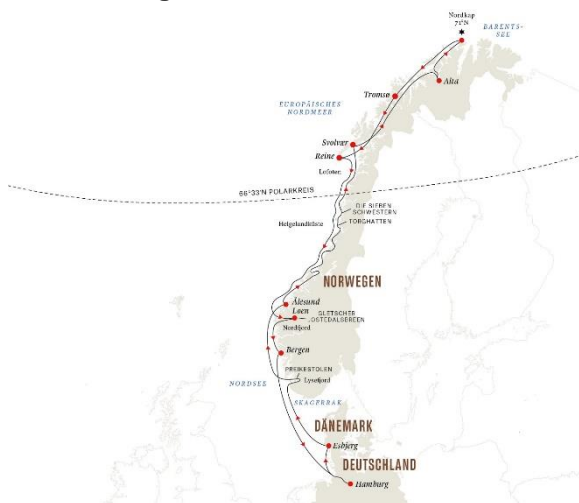 Nordkap
71°N
BARENTS-
SEE
Alta
Tromsø
EUROPÄISCHES
NORDMEER
Svolvær
Reine
Lofoten
66°33'N POLARKREIS
DIE SIEBEN
SCHWESTERN
TORGHATTEN
Helgelandküste
NORWEGEN
Ålesund
Loen
GLETSCHER
JOSTEDALSBREEN
Nordfjord
Bergen
PREIKESTOLEN
Lysefjord
NORDSEE
SKAGERRAK
DÄNEMARK
Esbjerg
DEUTSCHLAND
Hamburg